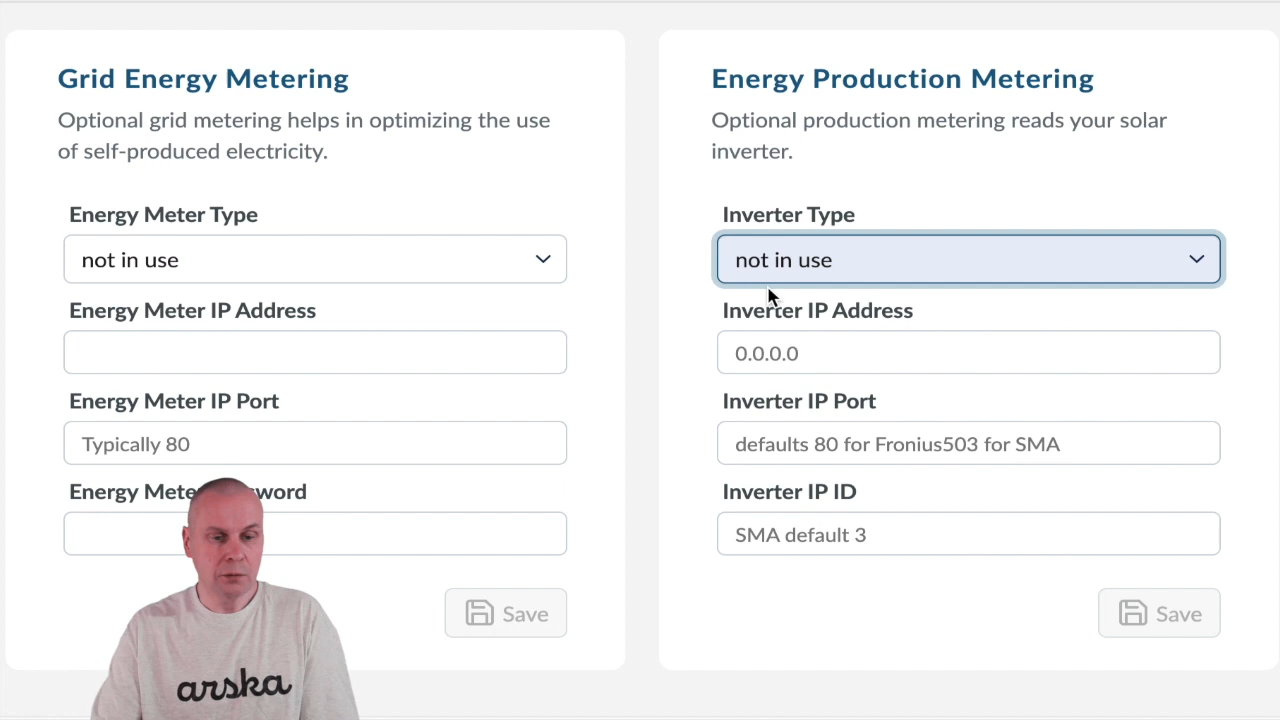 Grid Energy Metering
Optional grid metering helps in optimizing the use
of self-produced electricity.
Energy Meter Type
not in use
Energy Meter IP Address
Energy Meter IP Port
Typically 80
Energy Mete sword
Save
arska
Energy Production Metering
Optional production metering reads your solar
inverter.
Inverter Type
not in use
Inverter IP Address
0.0.0.0
Inverter IP Port
defaults 80 for Fronius503 for SMA
Inverter IP ID
SMA default 3
Save